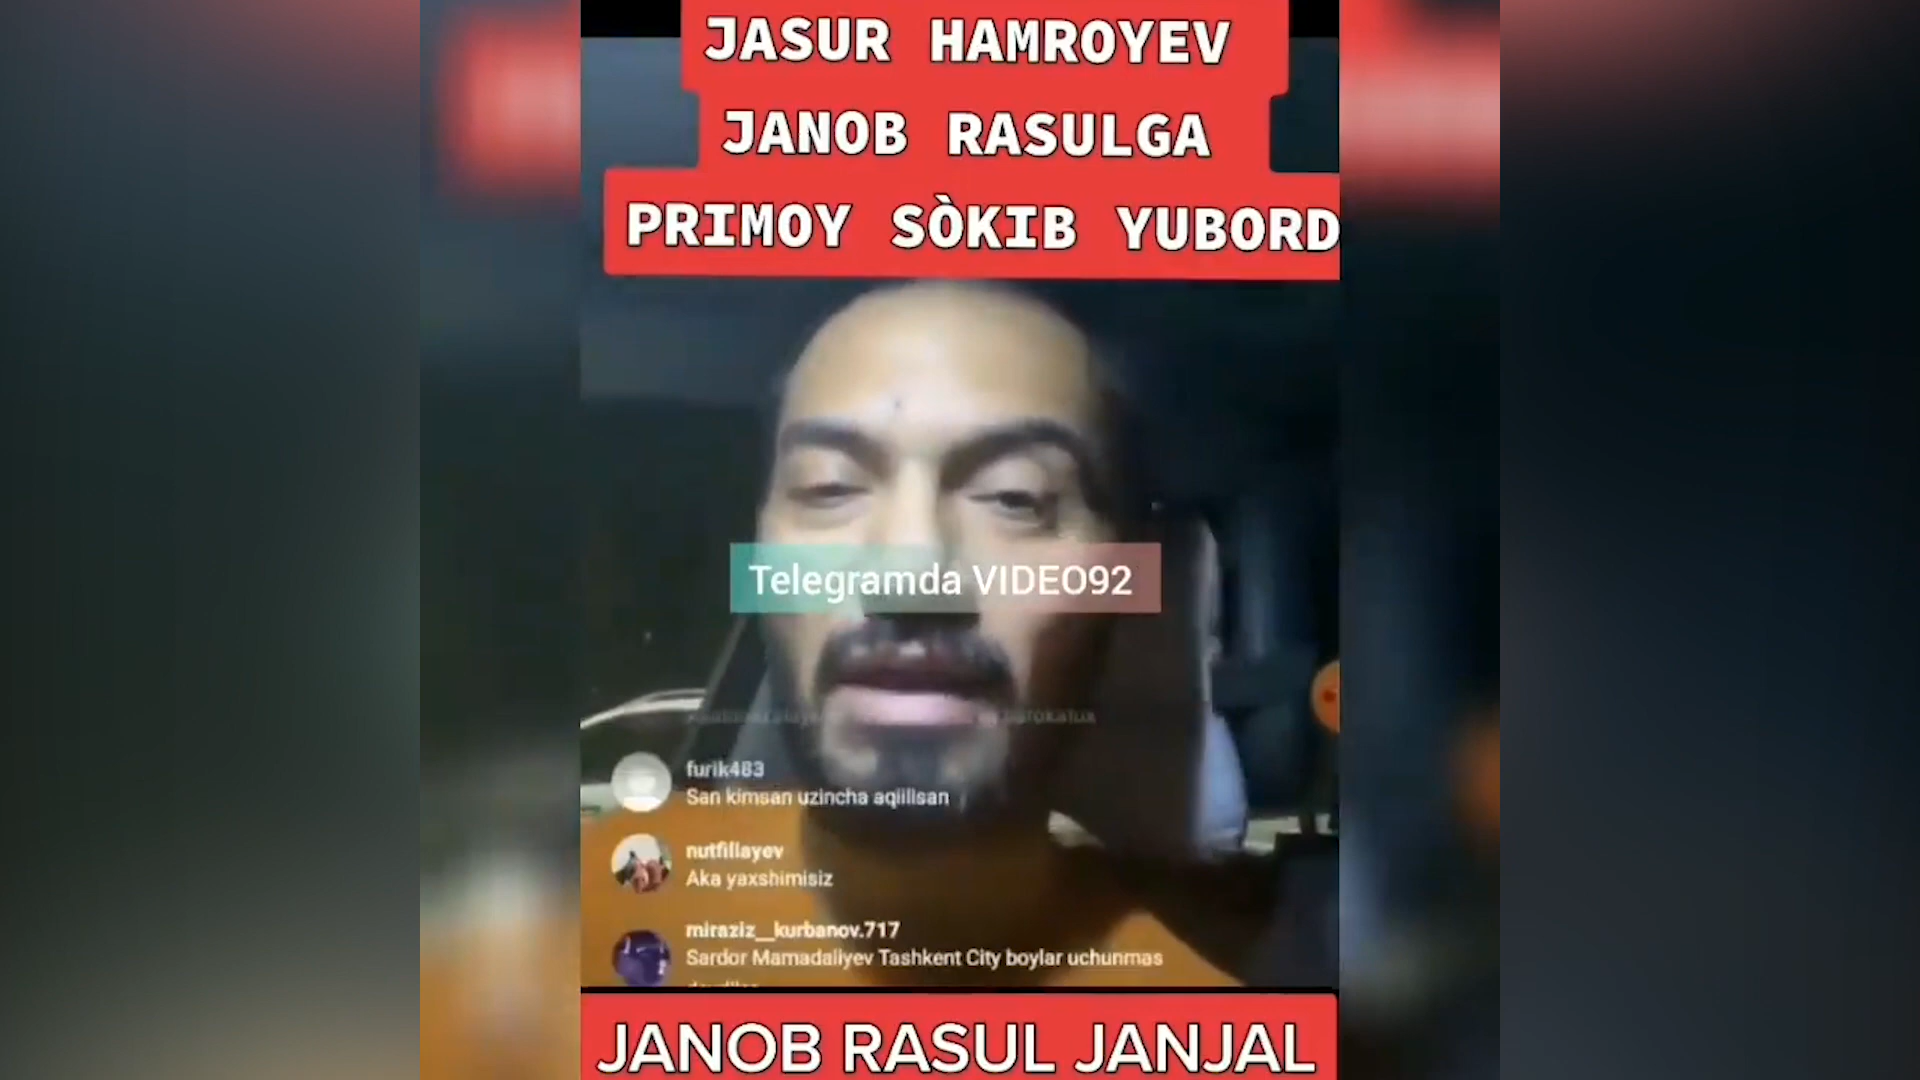 JASUR HAMROYEV
JANOB RASULGA
PRIMOY SÒKIB YUBORD
Telegramda VIDEO92
furik483
San kimsan uzincha aqiillsan
nutfillayev
Aka yaxshimisiz
miraziz__kurbanov.717
Sardor Mamadaliyev Tashkent City boylar uchunmas
JANOB RASUL JANJAL